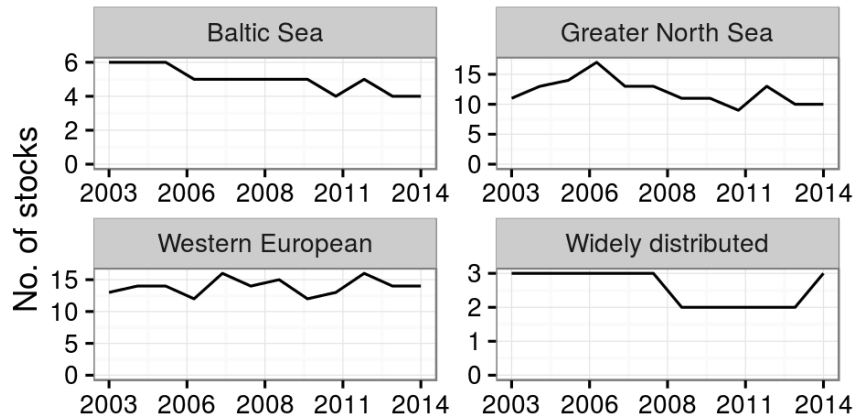 No. of stocks
Baltic Sea
6
4
2
0
2003 2006 2008 2011 2014
Greater North Sea
15
10
5
0
2003 2006 2008 2011 2014
Western European
15
10
5
0
2003 2006 2008 2011 2014
Widely distributed
3
2
1
0
2003 2006 2008 2011 2014